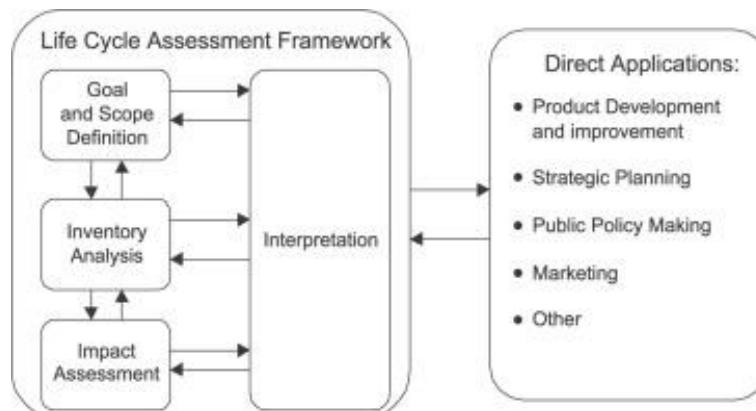 Life Cycle Assessment Framework
Goal
and Scope
Definition
Inventory
Analysis
Impact
Assessment
Interpretation
Direct Applications:
• Product Development
and improvement
• Strategic Planning
• Public Policy Making
• Marketing
• Other